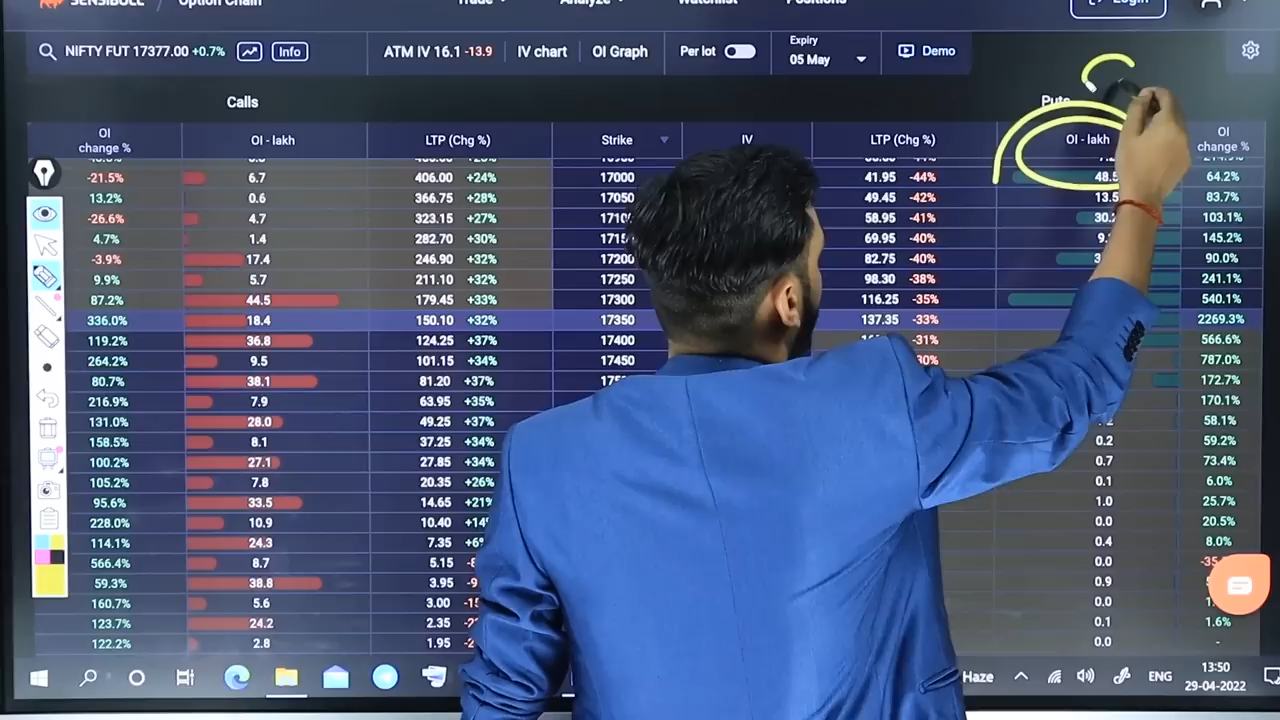 SENSIBULL / Option Chain Trade Analyze Watchlist Positions Login
NIFTY FUT 17377.00 +0.7% Info ATM IV 16.1 -13.9 IV chart OI Graph Per lot Expiry 05 May Demo
Calls Puts
OI change % OI - lakh LTP (Chg %) Strike IV LTP (Chg %) OI - lakh OI change %
-21.5% 6.7 406.00 +24% 17000 41.95 -44% 48.5 64.2%
13.2% 0.6 366.75 +28% 17050 49.45 -42% 13.5 83.7%
-26.6% 4.7 323.15 +27% 58.95 -41% 103.1%
4.7% 1.4 282.70 +30% 69.95 -40% 145.2%
-3.9% 17.4 246.90 +32% 17200 82.75 -40% 90.0%
9.9% 5.7 211.10 +32% 17250 98.30 -38% 241.1%
87.2% 44.5 179.45 +33% 17300 116.25 -35% 540.1%
336.0% 18.4 150.10 +32% 17350 137.35 -33% 2269.3%
119.2% 36.8 124.25 +37% 17400 -31% 566.6%
264.2% 9.5 101.15 +34% 17450 787.0%
80.7% 38.1 81.20 +37% 172.7%
216.9% 7.9 63.95 +35% 170.1%
131.0% 28.0 49.25 +37% 58.1%
158.5% 8.1 37.25 +34% 0.2 59.2%
100.2% 27.1 27.85 +34% 0.7 73.4%
105.2% 7.8 20.35 +26% 0.1 6.0%
95.6% 33.5 14.65 +21% 1.0 25.7%
228.0% 10.9 10.40 0.0 20.5%
114.1% 24.3 7.35 0.4 8.0%
566.4% 8.7 5.15 0.0
59.3% 38.8 3.95 0.9
160.7% 5.6 3.00 0.0
123.7% 24.2 2.35 0.1 1.6%
122.2% 2.8 1.95 0.0 -
Haze ENG 13:50
29-04-2022